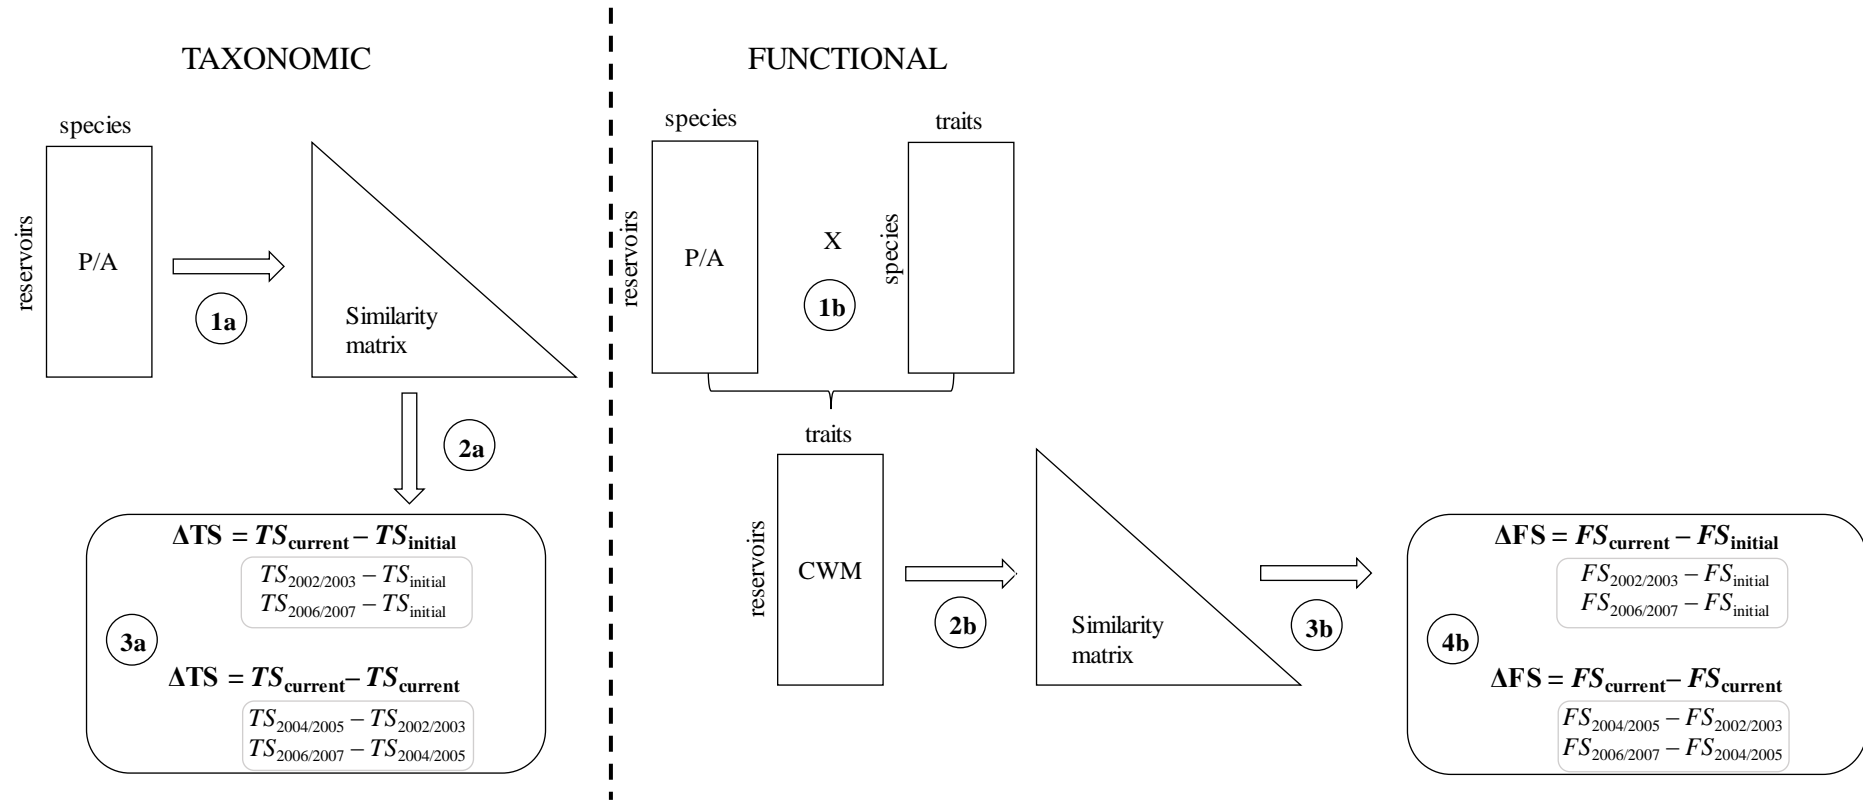 TAXONOMIC
species
reservoirs
P/A
1a
Similarity
matrix
2a
ΔTS = TScurrent – TSinitial
TS2002/2003 – TSinitial
TS2006/2007 – TSinitial
3a
ΔTS = TScurrent– TScurrent
TS2004/2005 – TS2002/2003
TS2006/2007 – TS2004/2005
FUNCTIONAL
species
reservoirs
P/A
X
1b
traits
species
traits
reservoirs
CWM
2b
Similarity
matrix
3b
ΔFS = FScurrent – FSinitial
FS2002/2003 – FSinitial
FS2006/2007 – FSinitial
4b
ΔFS = FScurrent– FScurrent
FS2004/2005 – FS2002/2003
FS2006/2007 – FS2004/2005